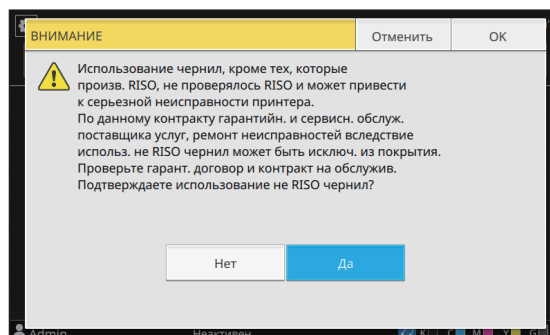 ВНИМАНИЕ
Отменить
OK
Использование чернил, кроме тех, которые
произв. RISO, не проверялось RISO и может привести
к серьезной неисправности принтера.
По данному контракту гарантийн. и сервисн. обслуж.
поставщика услуг, ремонт неисправностей вследствие
использ. не RISO чернил может быть исключ. из покрытия.
Проверьте гарант. договор и контракт на обслужив.
Подтверждаете использование не RISO чернил?
Нет
Да
Admin
Неактивен
K C M Y G